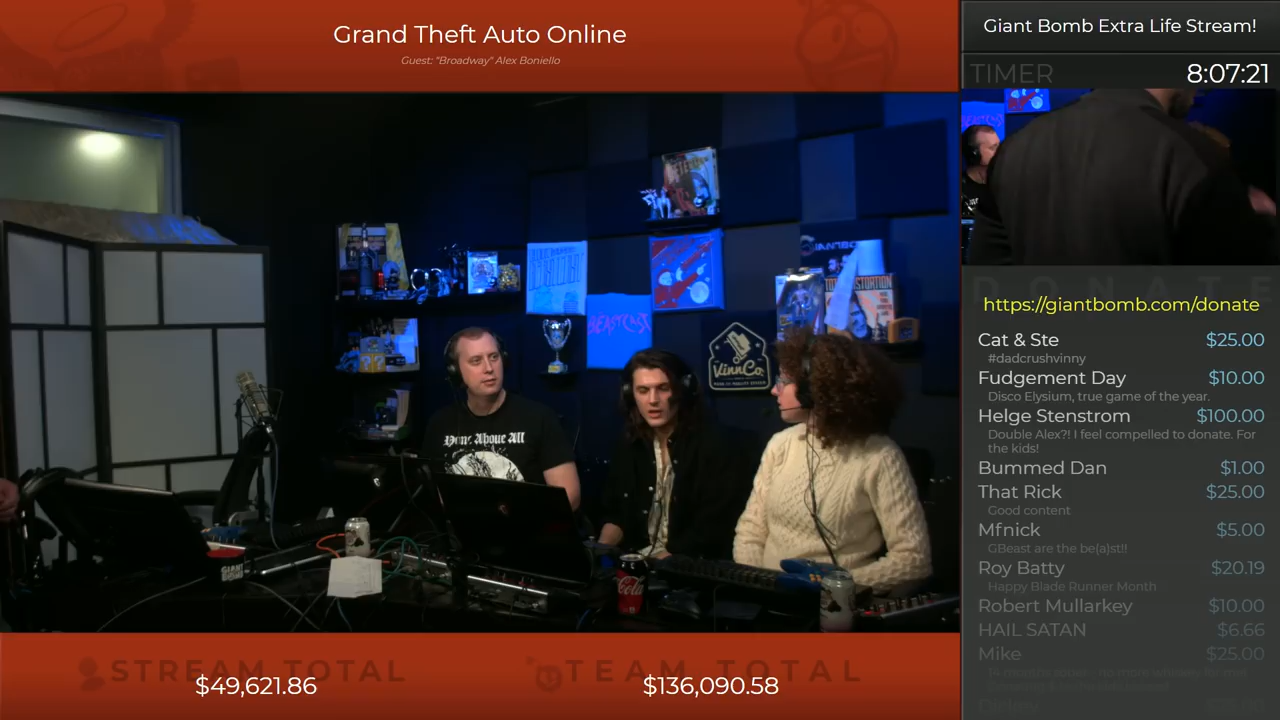 Grand Theft Auto Online
Guest: "Broadway" Alex Boniello
Giant Bomb Extra Life Stream!
TIMER
8:07:21
DONATE
https://giantbomb.com/donate
Cat & Ste $25.00
#dadcrushvinny
Fudgement Day $10.00
Disco Elysium, true game of the year.
Helge Stenstrom $100.00
Double Alex?! I feel compelled to donate. For
the kids!
Bummed Dan $1.00
That Rick $25.00
Good content
Mfnick $5.00
GBeast are the be(a)st!!
Roy Batty $20.19
Happy Blade Runner Month
Robert Mullarkey $10.00
HAIL SATAN $6.66
Mike $25.00
BEASTCAST
VinnCo.
GIANT
BOMB
Cola
STREAM TOTAL
$49,621.86
TEAM TOTAL
$136,090.58